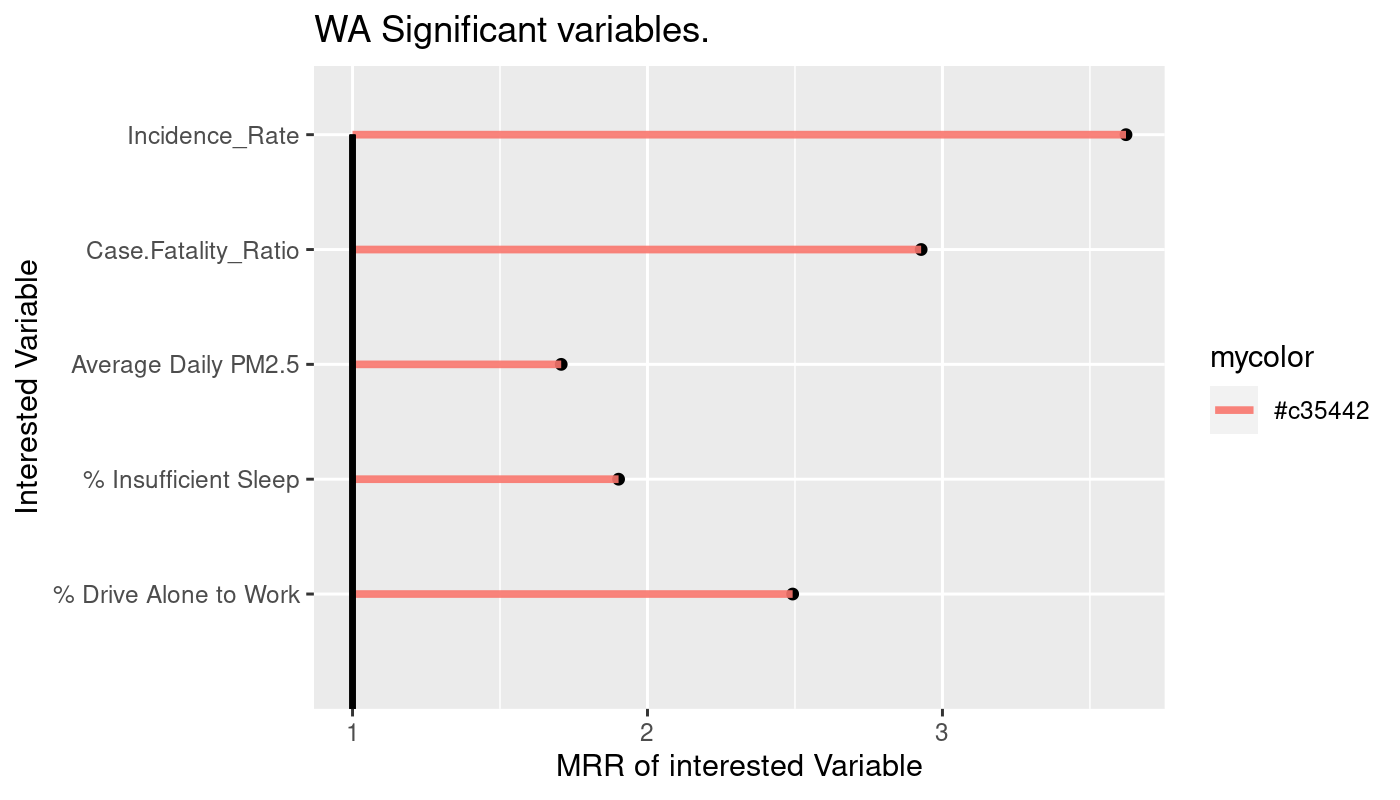 WA Significant variables.
Interested Variable
Incidence_Rate
Case.Fatality_Ratio
Average Daily PM2.5
% Insufficient Sleep
% Drive Alone to Work
1 2 3
MRR of interested Variable
mycolor
#c35442